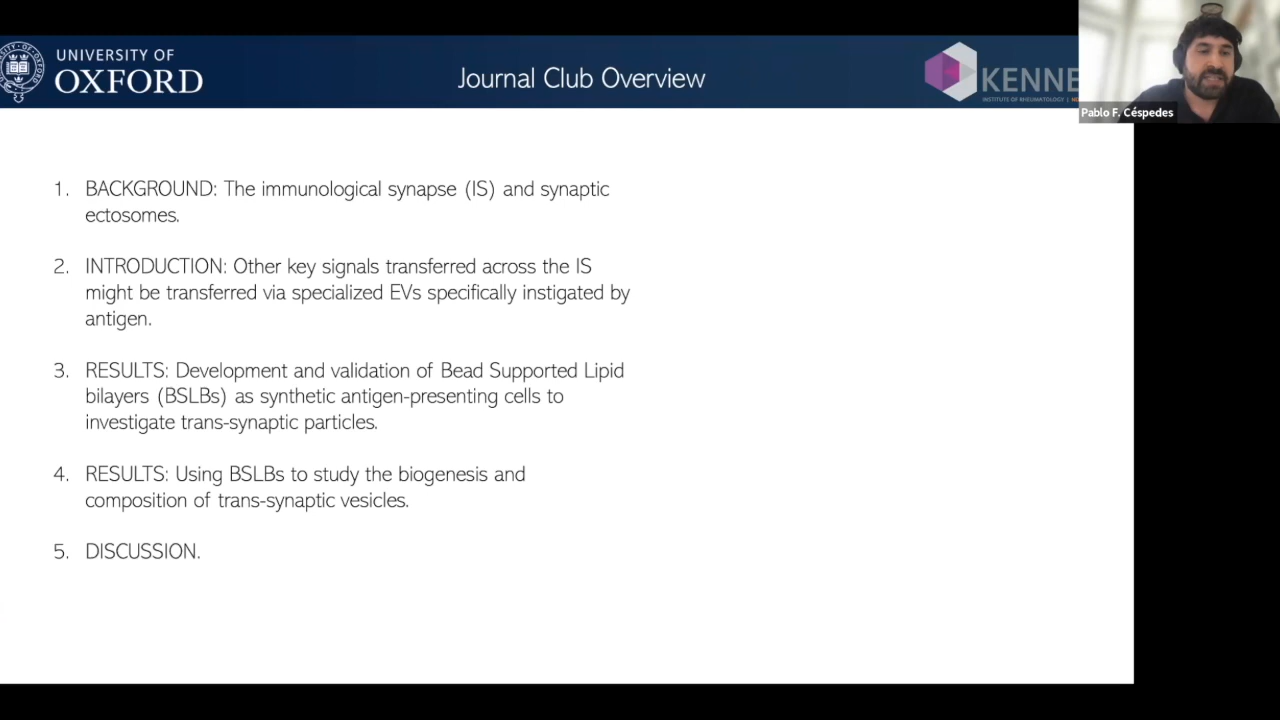 UNIVERSITY OF
OXFORD
Journal Club Overview
KENNE
INSTITUTE OF RHEUMATOLOGY |
Pablo F. Céspedes
1. BACKGROUND: The immunological synapse (IS) and synaptic
ectosomes.
2. INTRODUCTION: Other key signals transferred across the IS
might be transferred via specialized EVs specifically instigated by
antigen.
3. RESULTS: Development and validation of Bead Supported Lipid
bilayers (BSLBs) as synthetic antigen-presenting cells to
investigate trans-synaptic particles.
4. RESULTS: Using BSLBs to study the biogenesis and
composition of trans-synaptic vesicles.
5. DISCUSSION.